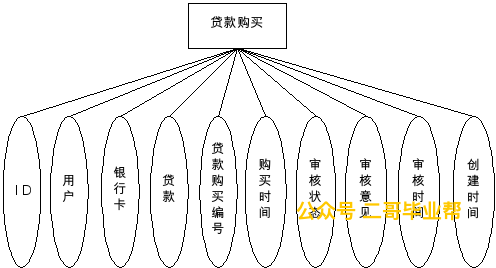 贷款购买
ID
用户
银行卡
贷款
贷款购买编号
购买时间
审核状态
审核意见
审核时间
创建时间
公众号 二哥毕业帮